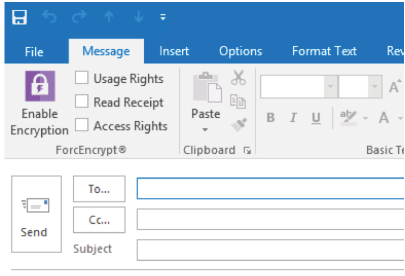 File Message Insert Options Format Text Rev
Enable Encryption
Usage Rights
Read Receipt
Access Rights
ForcEncrypt®
Paste
Clipboard
B I U aby A A
Basic Te
Send
To...
Cc...
Subject